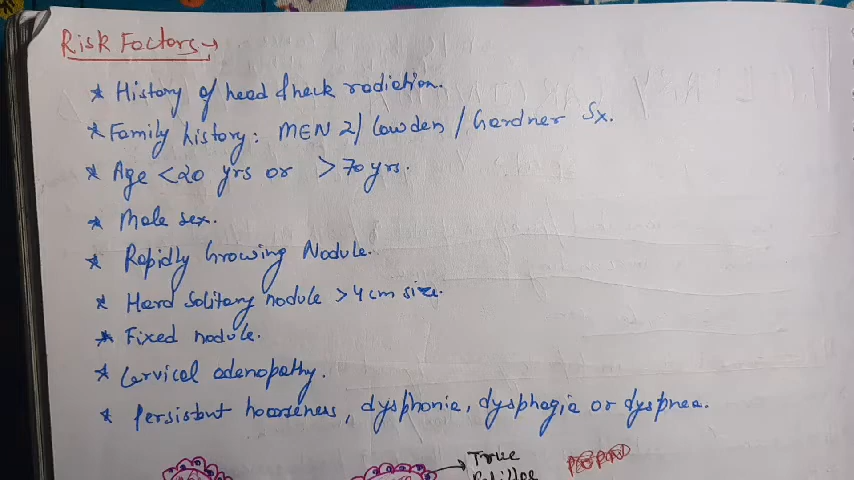 Risk Factors →
* History of head & neck radiation.
* Family history: MEN 2/ Cowden / Gardner Sx.
* Age <20 yrs or >70 yrs.
* Male sex.
* Rapidly Growing Nodule.
* Hard Solitary nodule >4 cm size.
* Fixed nodule.
* Cervical adenopathy.
* Persistent hoarseness, dysphonia, dysphagia or dyspnea.
True